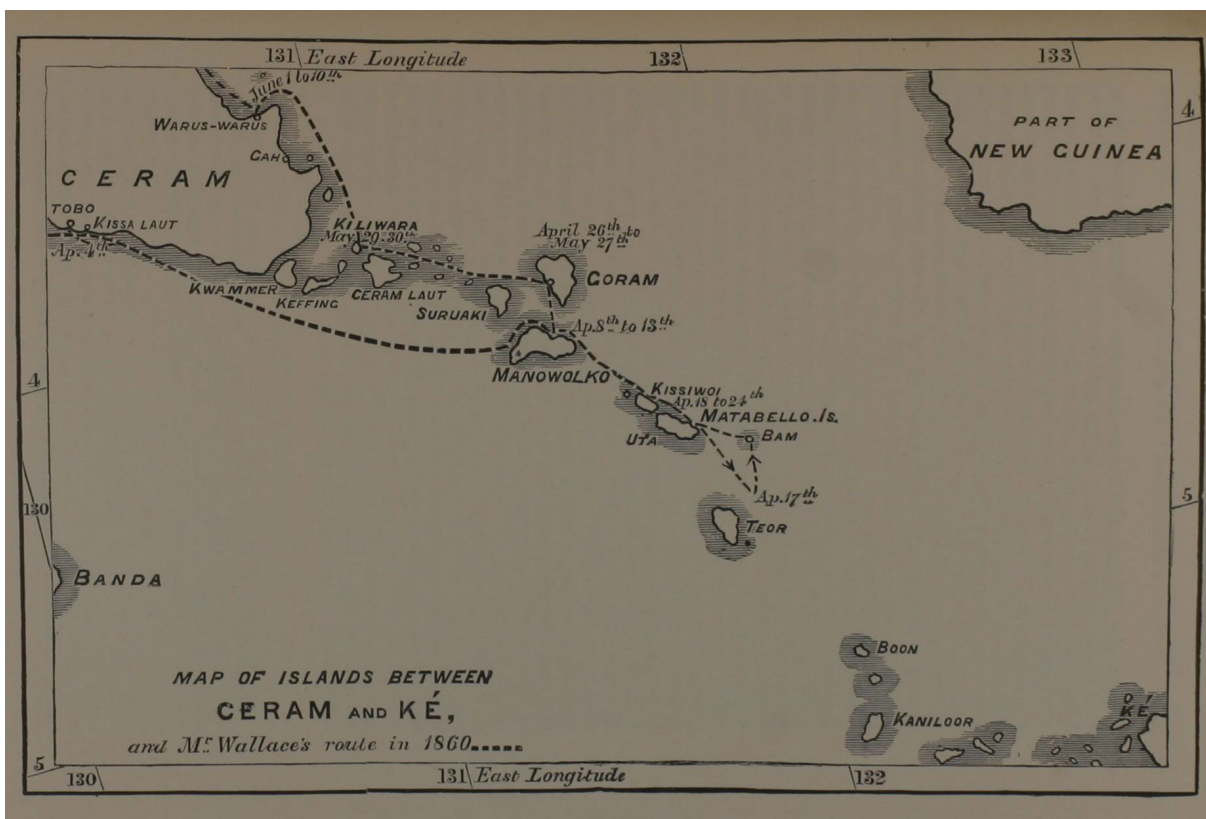 131 East Longitude
132
133
June 1 to 10th
WARUS-WARUS
CAHO
CERAM
TOBO
KISSA LAUT
Ap. 4th
KILIWARA
May 29-30th
April 26th to
May 27th
GORAM
KWAMMER
KEFFING
CERAM LAUT
SURUAKI
Ap.8th to 13th
MANOWOLKO
PART OF
NEW GUINEA
4
4
KISSIWOI
Ap.18 to 24th
MATABELLO.IS.
UTA
BAM
Ap.17th
TEOR
5
130
BANDA
BOON
KANILOOR
KÉ
MAP OF ISLANDS BETWEEN
CERAM AND KÉ,
and Mr. Wallace's route in 1860
5
130
131 East Longitude
132